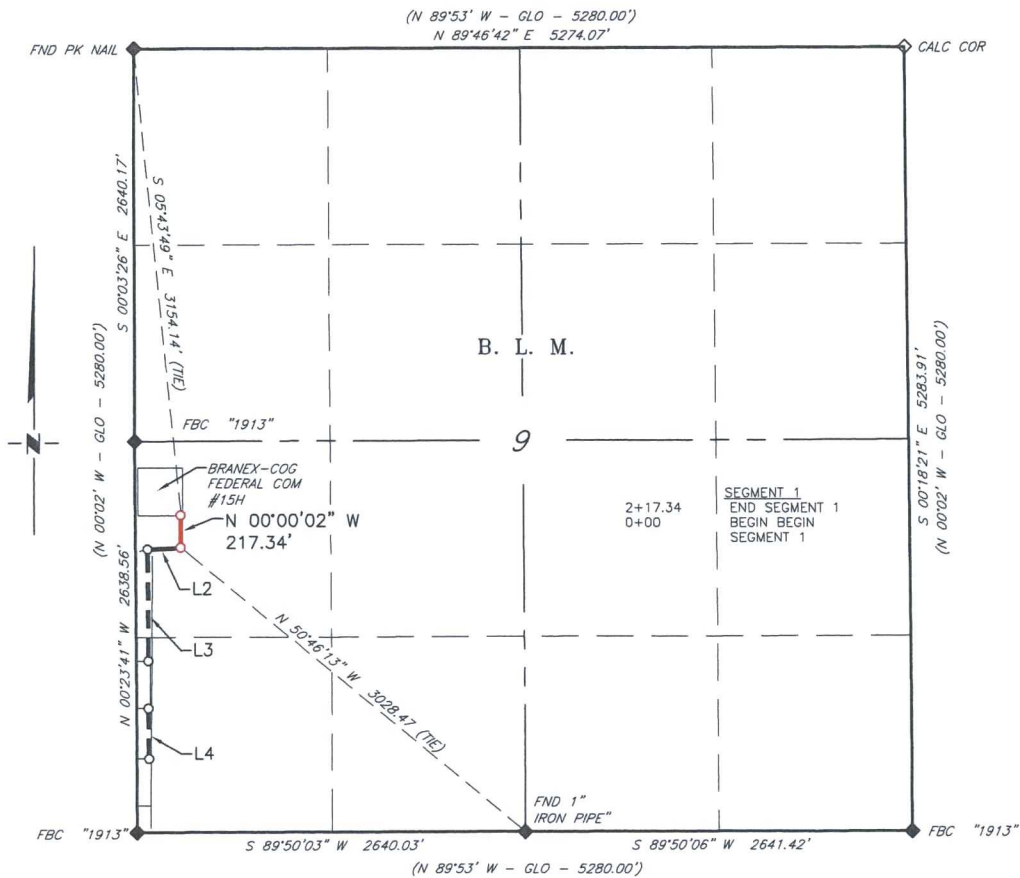 (N 89°53' W - GLO - 5280.00')
N 89°46'42" E 5274.07'
FND PK NAIL
CALC COR
S 00°03'26" E 2640.17'
S 05°43'49" E 3154.14' (TIE)
(N 00°02' W - GLO - 5280.00')
B. L. M.
S 00°18'21" E 5283.91'
(N 00°02' W - GLO - 5280.00')
-N-
FBC "1913"
9
BRANEX-COG
FEDERAL COM
#15H
N 00°00'02" W
217.34'
SEGMENT 1
2+17.34 END SEGMENT 1
0+00 BEGIN BEGIN
SEGMENT 1
L2
N 00°23'41" W 2638.56'
L3
N 50°46'13" W 3028.47 (TIE)
L4
FND 1"
IRON PIPE"
FBC "1913"
FBC "1913"
S 89°50'03" W 2640.03'
S 89°50'06" W 2641.42'
(N 89°53' W - GLO - 5280.00')